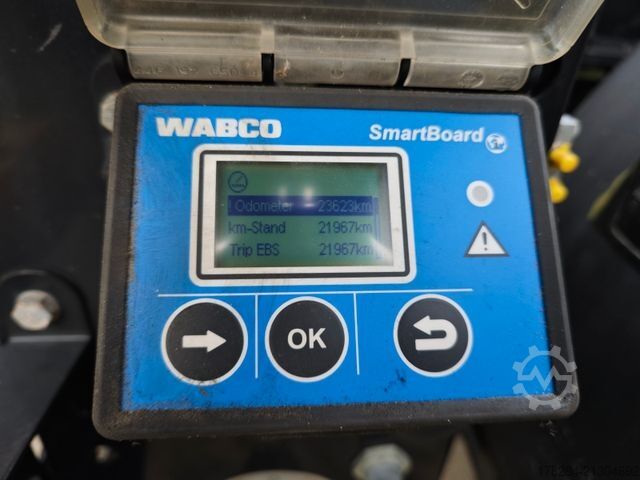 WABCO
SmartBoard
Odometer 23623km
km-Stand 21967km
Trip EBS 21967km
OK